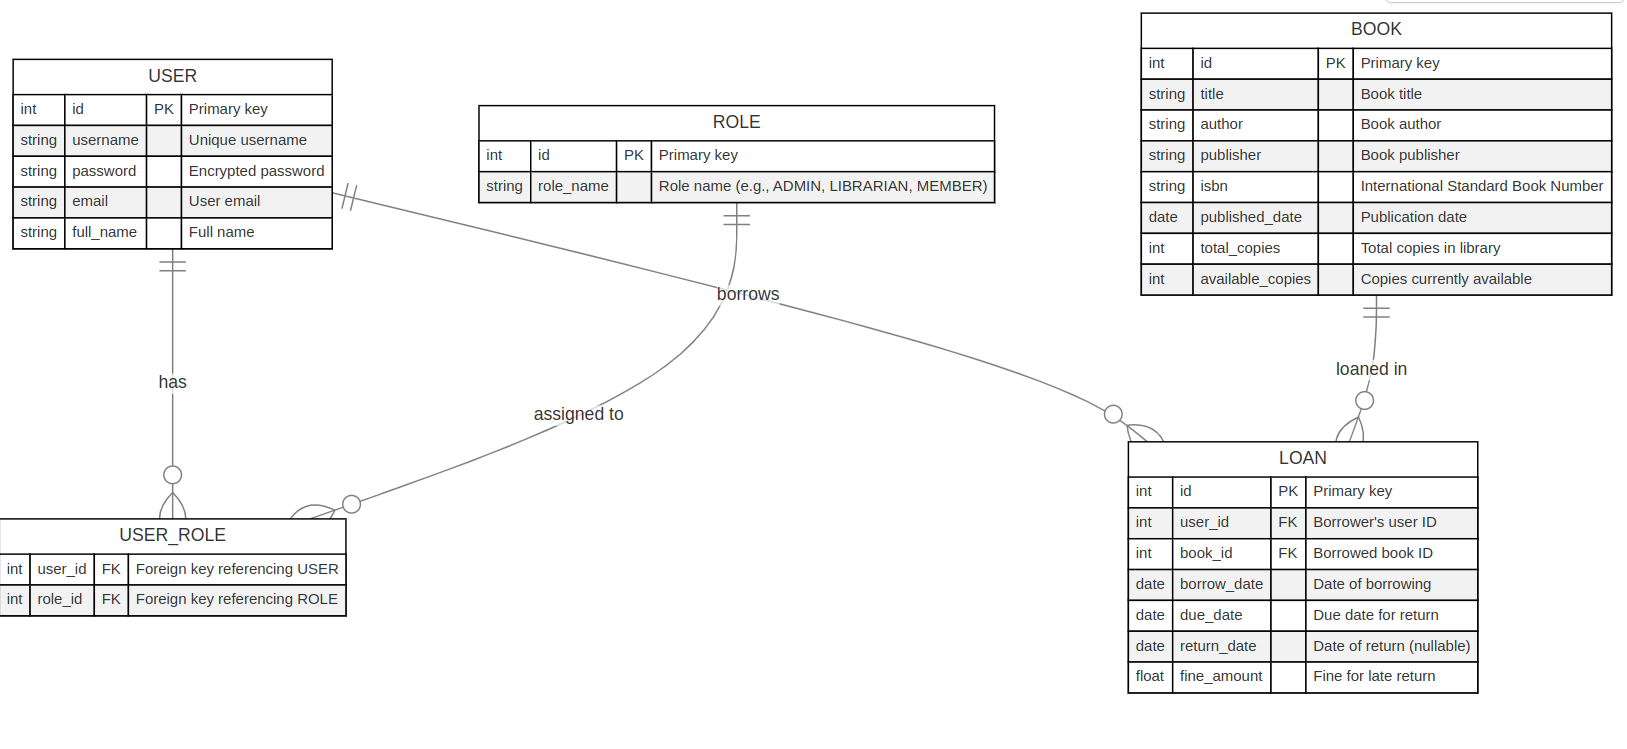 USER
int id PK Primary key
string username Unique username
string password Encrypted password
string email User email
string full_name Full name
ROLE
int id PK Primary key
string role_name Role name (e.g., ADMIN, LIBRARIAN, MEMBER)
BOOK
int id PK Primary key
string title Book title
string author Book author
string publisher Book publisher
string isbn International Standard Book Number
date published_date Publication date
int total_copies Total copies in library
int available_copies Copies currently available
borrows
has
assigned to
loaned in
USER_ROLE
int user_id FK Foreign key referencing USER
int role_id FK Foreign key referencing ROLE
LOAN
int id PK Primary key
int user_id FK Borrower's user ID
int book_id FK Borrowed book ID
date borrow_date Date of borrowing
date due_date Due date for return
date return_date Date of return (nullable)
float fine_amount Fine for late return